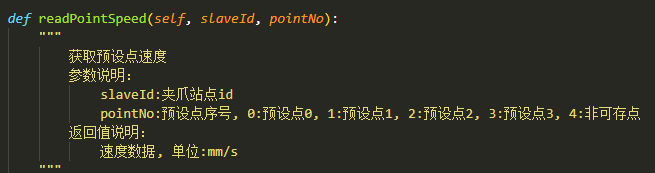 def readPointSpeed(self, slaveId, pointNo):
"""
获取预设点速度
参数说明:
slaveId:夹爪站点id
pointNo:预设点序号, 0:预设点0, 1:预设点1, 2:预设点2, 3:预设点3, 4:非可存点
返回值说明:
速度数据, 单位:mm/s
"""